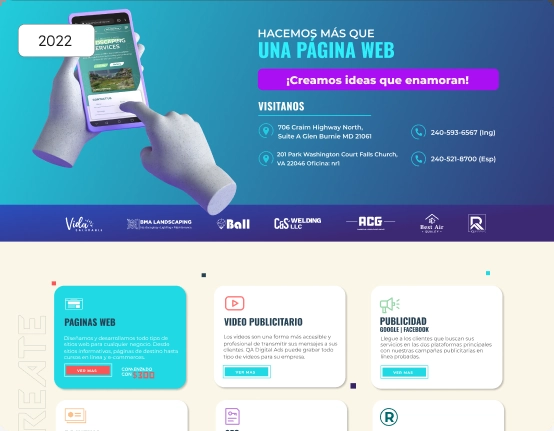 2022
SERVICES
HACEMOS MÁS QUE
UNA PÁGINA WEB
¡Creamos ideas que enamoran!
VISITANOS
706 Craim Highway North,
Suite A Glen Burnie MD 21061
240-593-6567 (Ing)
201 Park Washington Court Falls Church,
VA 22046 Oficina: nr1
240-521-8700 (Esp)
Vida
BMA LANDSCAPING
Ball
C&S WELDING
LLC
ACG
Best Air
QUALITY
R
CREATE
PAGINAS WEB
Diseñamos y desarrollamos todo tipo de
sitios web para cualquier negocio. Desde
sitios informativos, páginas de destino hasta
cursos en línea y e-commerce.
VER MAS
$300
VIDEO PUBLICITARIO
Los videos son una forma más accesible y
profesional de transmitir sus mensajes a sus
clientes. QA Digital Ads puede grabar todo
tipo de videos para su empresa.
VER MAS
PUBLICIDAD
GOOGLE | FACEBOOK
Llegue a los clientes que buscan sus
servicios en las dos plataformas principales
con nuestras campañas publicitarias en
línea probadas.
VER MAS
R